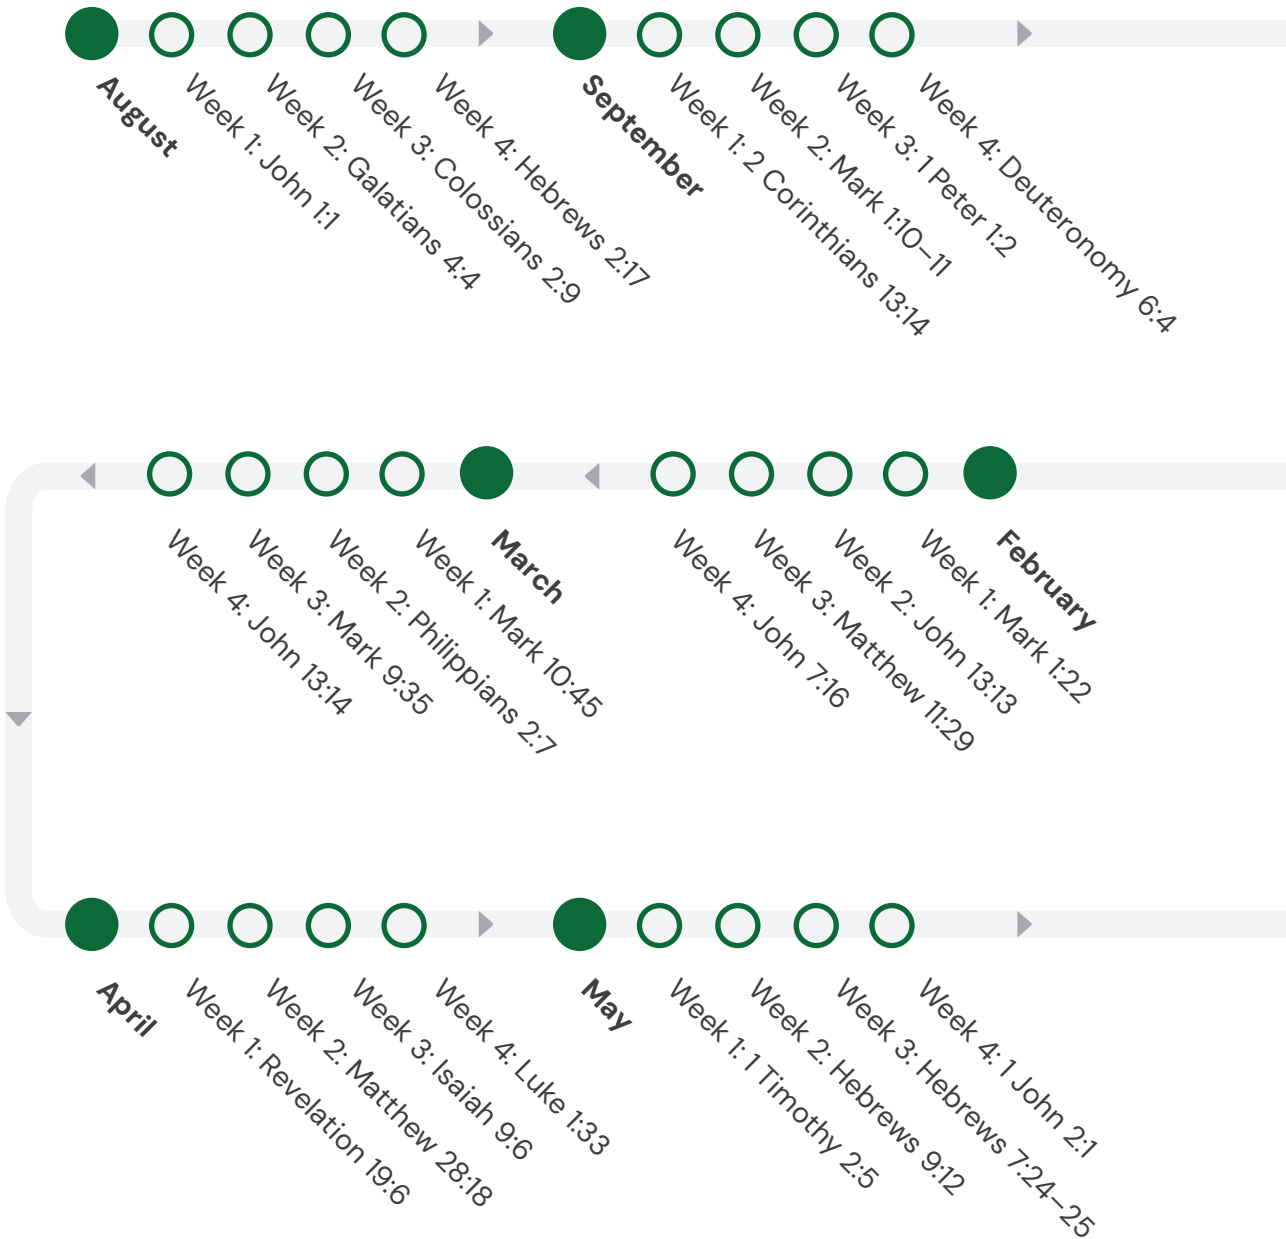 August
Week 1: John 1:1
Week 2: Galatians 4:4
Week 3: Colossians 2:9
Week 4: Hebrews 2:17
September
Week 1: 2 Corinthians 13:14
Week 2: Mark 1:10–11
Week 3: 1 Peter 1:2
Week 4: Deuteronomy 6:4
February
Week 1: Mark 1:22
Week 2: John 13:13
Week 3: Matthew 11:29
Week 4: John 7:16
March
Week 1: Mark 10:45
Week 2: Philippians 2:7
Week 3: Mark 9:35
Week 4: John 13:14
April
Week 1: Revelation 19:6
Week 2: Matthew 28:18
Week 3: Isaiah 9:6
Week 4: Luke 1:33
May
Week 1: 1 Timothy 2:5
Week 2: Hebrews 9:12
Week 3: Hebrews 7:24–25
Week 4: 1 John 2:1